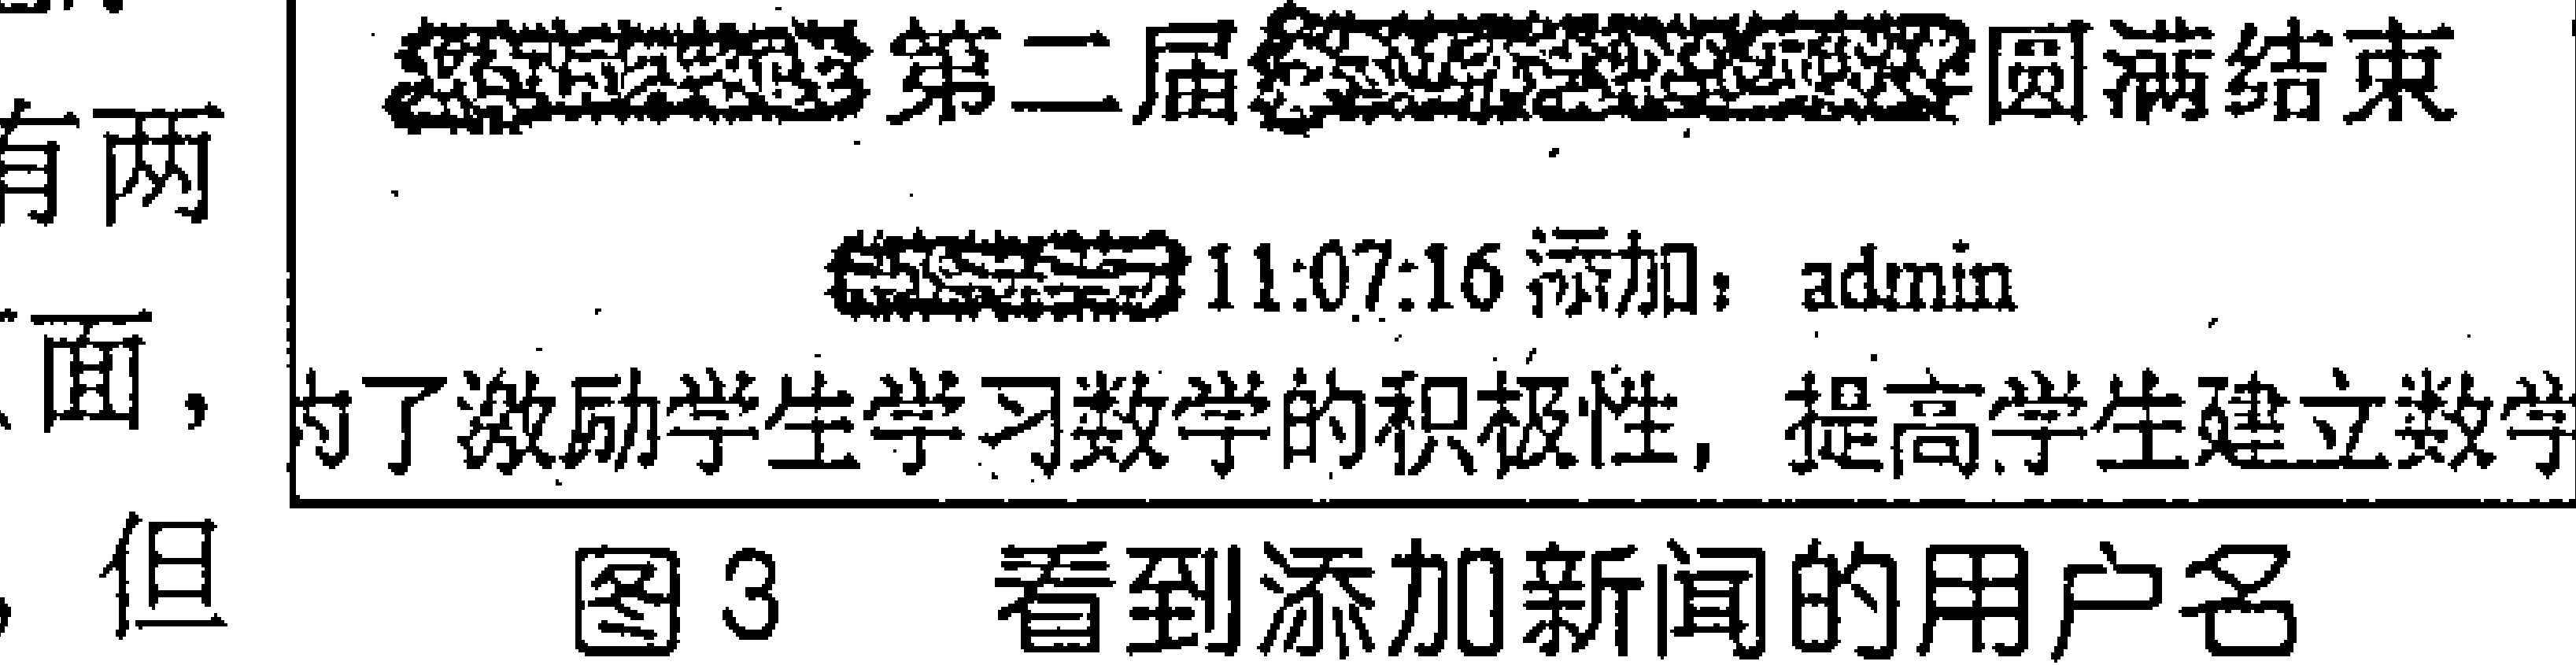 第二届 圆满结束
有两
11:07:16 添加： admin
面，
为了激励学生学习数学的积极性，提高学生建立数学
，但
图3 看到添加新闻的用户名